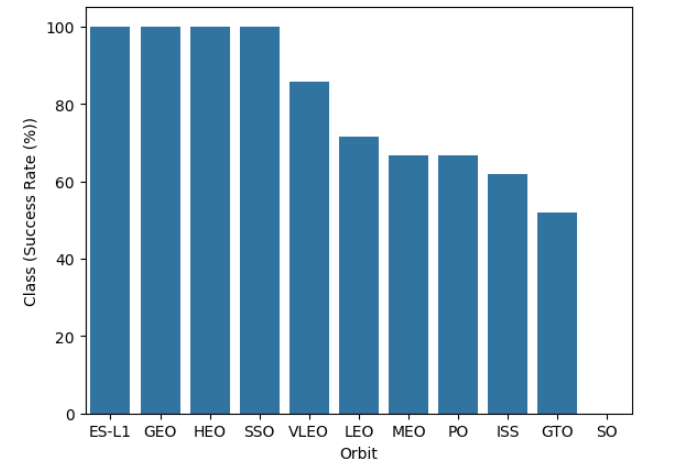 100
80
60
40
20
0
Class (Success Rate (%))
ES-L1 GEO HEO SSO VLEO LEO MEO PO ISS GTO SO
Orbit